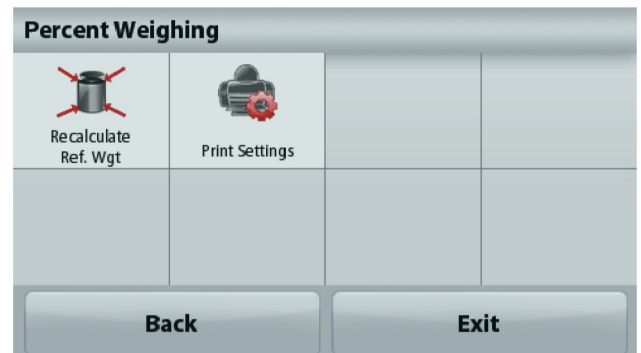 Percent Weighing
Recalculate
Ref. Wgt
Print Settings
Back
Exit